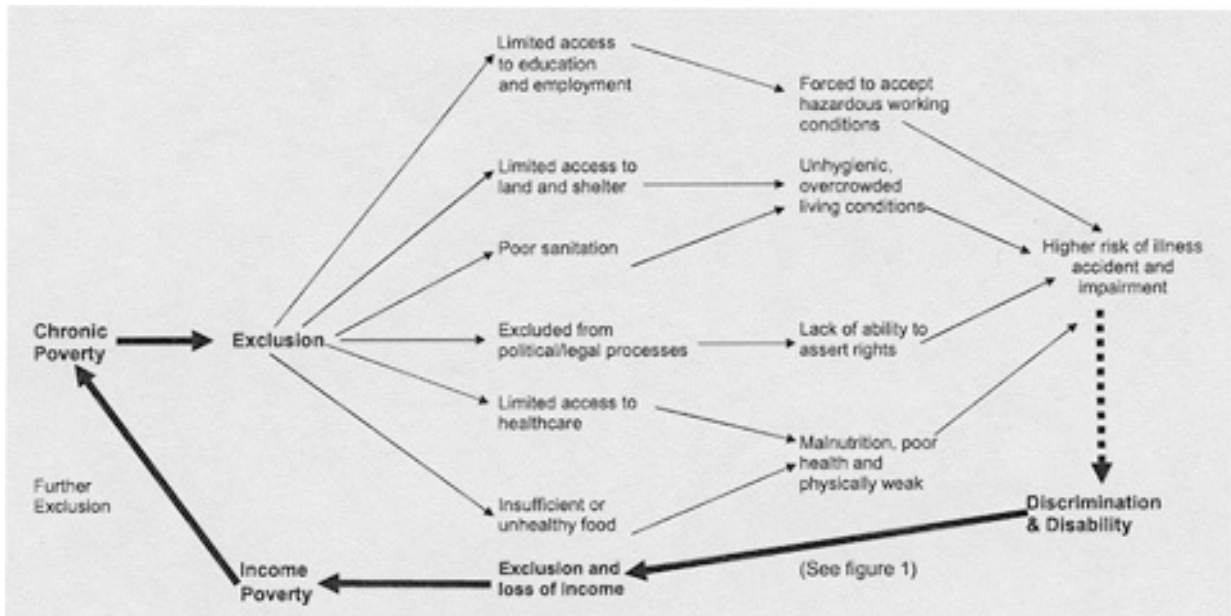 Limited access
to education
and employment
Forced to accept
hazardous working
conditions
Limited access to
land and shelter
Unhygienic,
overcrowded
living conditions
Poor sanitation
Higher risk of illness
accident and
impairment
Chronic
Poverty
Exclusion
Excluded from
political/legal processes
Lack of ability to
assert rights
Limited access to
healthcare
Malnutrition, poor
health and
physically weak
Further
Exclusion
Insufficient or
unhealthy food
Discrimination
& Disability
Income
Poverty
Exclusion and
loss of income
(See figure 1)